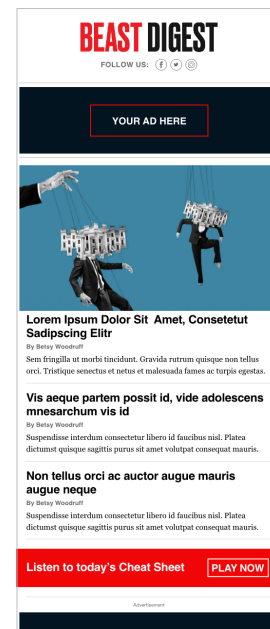 BEAST DIGEST
FOLLOW US:
YOUR AD HERE
Lorem Ipsum Dolor Sit Amet, Consetetut
Sadipscing Elitr
By Betsy Woodruff
Sem fringilla ut morbi tincidunt. Gravida rutrum quisque non tellus
orci. Tristique senectus et netus et malesuada fames ac turpis egestas.
Vis aeque partem possit id, vide adolescens
mnesarchum vis id
By Betsy Woodruff
Suspendisse interdum consectetur libero id faucibus nisl. Platea
dictumst quisque sagittis purus sit amet volutpat consequat mauris.
Non tellus orci ac auctor augue mauris
augue neque
By Betsy Woodruff
Suspendisse interdum consectetur libero id faucibus nisl. Platea
dictumst quisque sagittis purus sit amet volutpat consequat mauris.
Listen to today's Cheat Sheet PLAY NOW
Advertisement